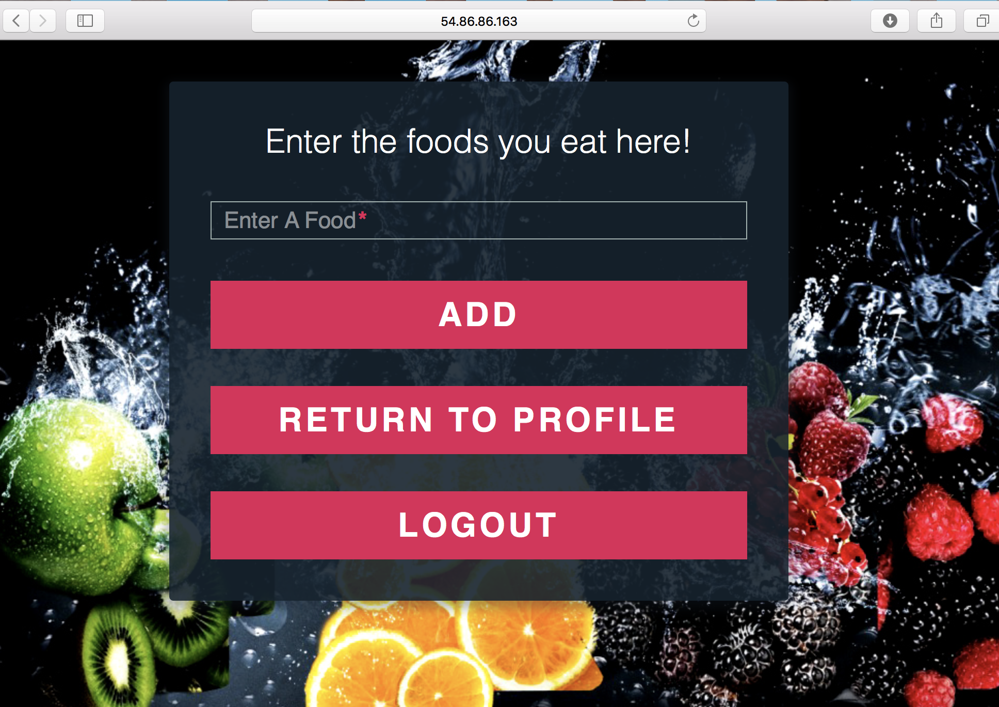 54.86.86.163
Enter the foods you eat here!
Enter A Food*
ADD
RETURN TO PROFILE
LOGOUT